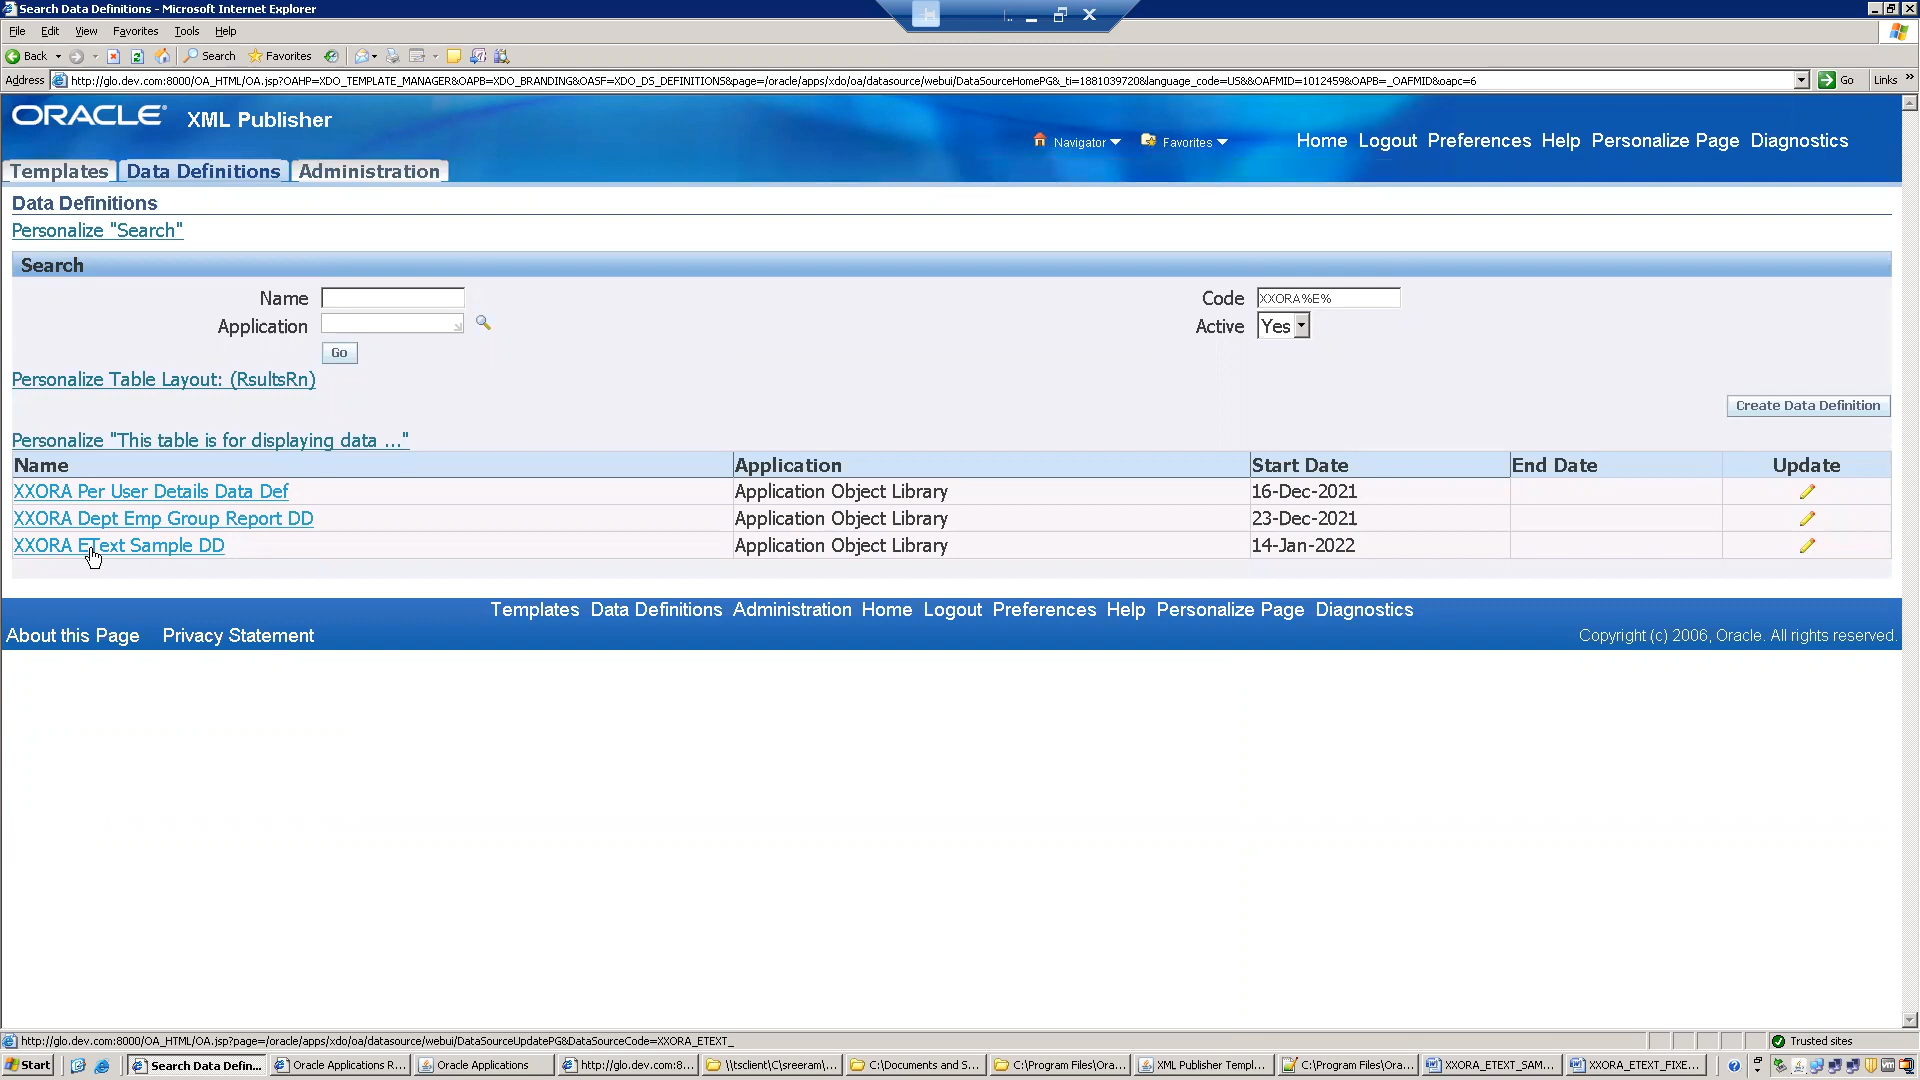 Search Data Definitions - Microsoft Internet Explorer
File Edit View Favorites Tools Help
Back Search Favorites
Address http://glo.dev.com:8000/OA_HTML/OA.jsp?OAHP=XDO_TEMPLATE_MANAGER&OAPB=XDO_BRANDING&OASF=XDO_DS_DEFINITIONS&page=/oracle/apps/xdo/oa/datasource/webui/DataSourceHomePG&_ti=1881039720&language_code=US&&OAFMID=1012459&OAPB=_OAFMID&oapc=6 Go Links »
ORACLE XML Publisher
Navigator Favorites Home Logout Preferences Help Personalize Page Diagnostics
Templates Data Definitions Administration
Data Definitions
Personalize "Search"
Search
Name Code XXORA%E%
Application Active Yes
Go
Personalize Table Layout: (RsultsRn)
Create Data Definition
Personalize "This table is for displaying data ..."
Name Application Start Date End Date Update
XXORA Per User Details Data Def Application Object Library 16-Dec-2021
XXORA Dept Emp Group Report DD Application Object Library 23-Dec-2021
XXORA EText Sample DD Application Object Library 14-Jan-2022
Templates Data Definitions Administration Home Logout Preferences Help Personalize Page Diagnostics
About this Page Privacy Statement Copyright (c) 2006, Oracle. All rights reserved.
http://glo.dev.com:8000/OA_HTML/OA.jsp?page=/oracle/apps/xdo/oa/datasource/webui/DataSourceUpdatePG&DataSourceCode=XXORA_ETEXT_ Trusted sites
Start Search Data Defin... Oracle Applications R... Oracle Applications http://glo.dev.com:8... \\tsclient\C\sreeram\... C:\Documents and S... C:\Program Files\Ora... XML Publisher Templ... C:\Program Files\Ora... XXORA_ETEXT_SAM... XXORA_ETEXT_FIXE...